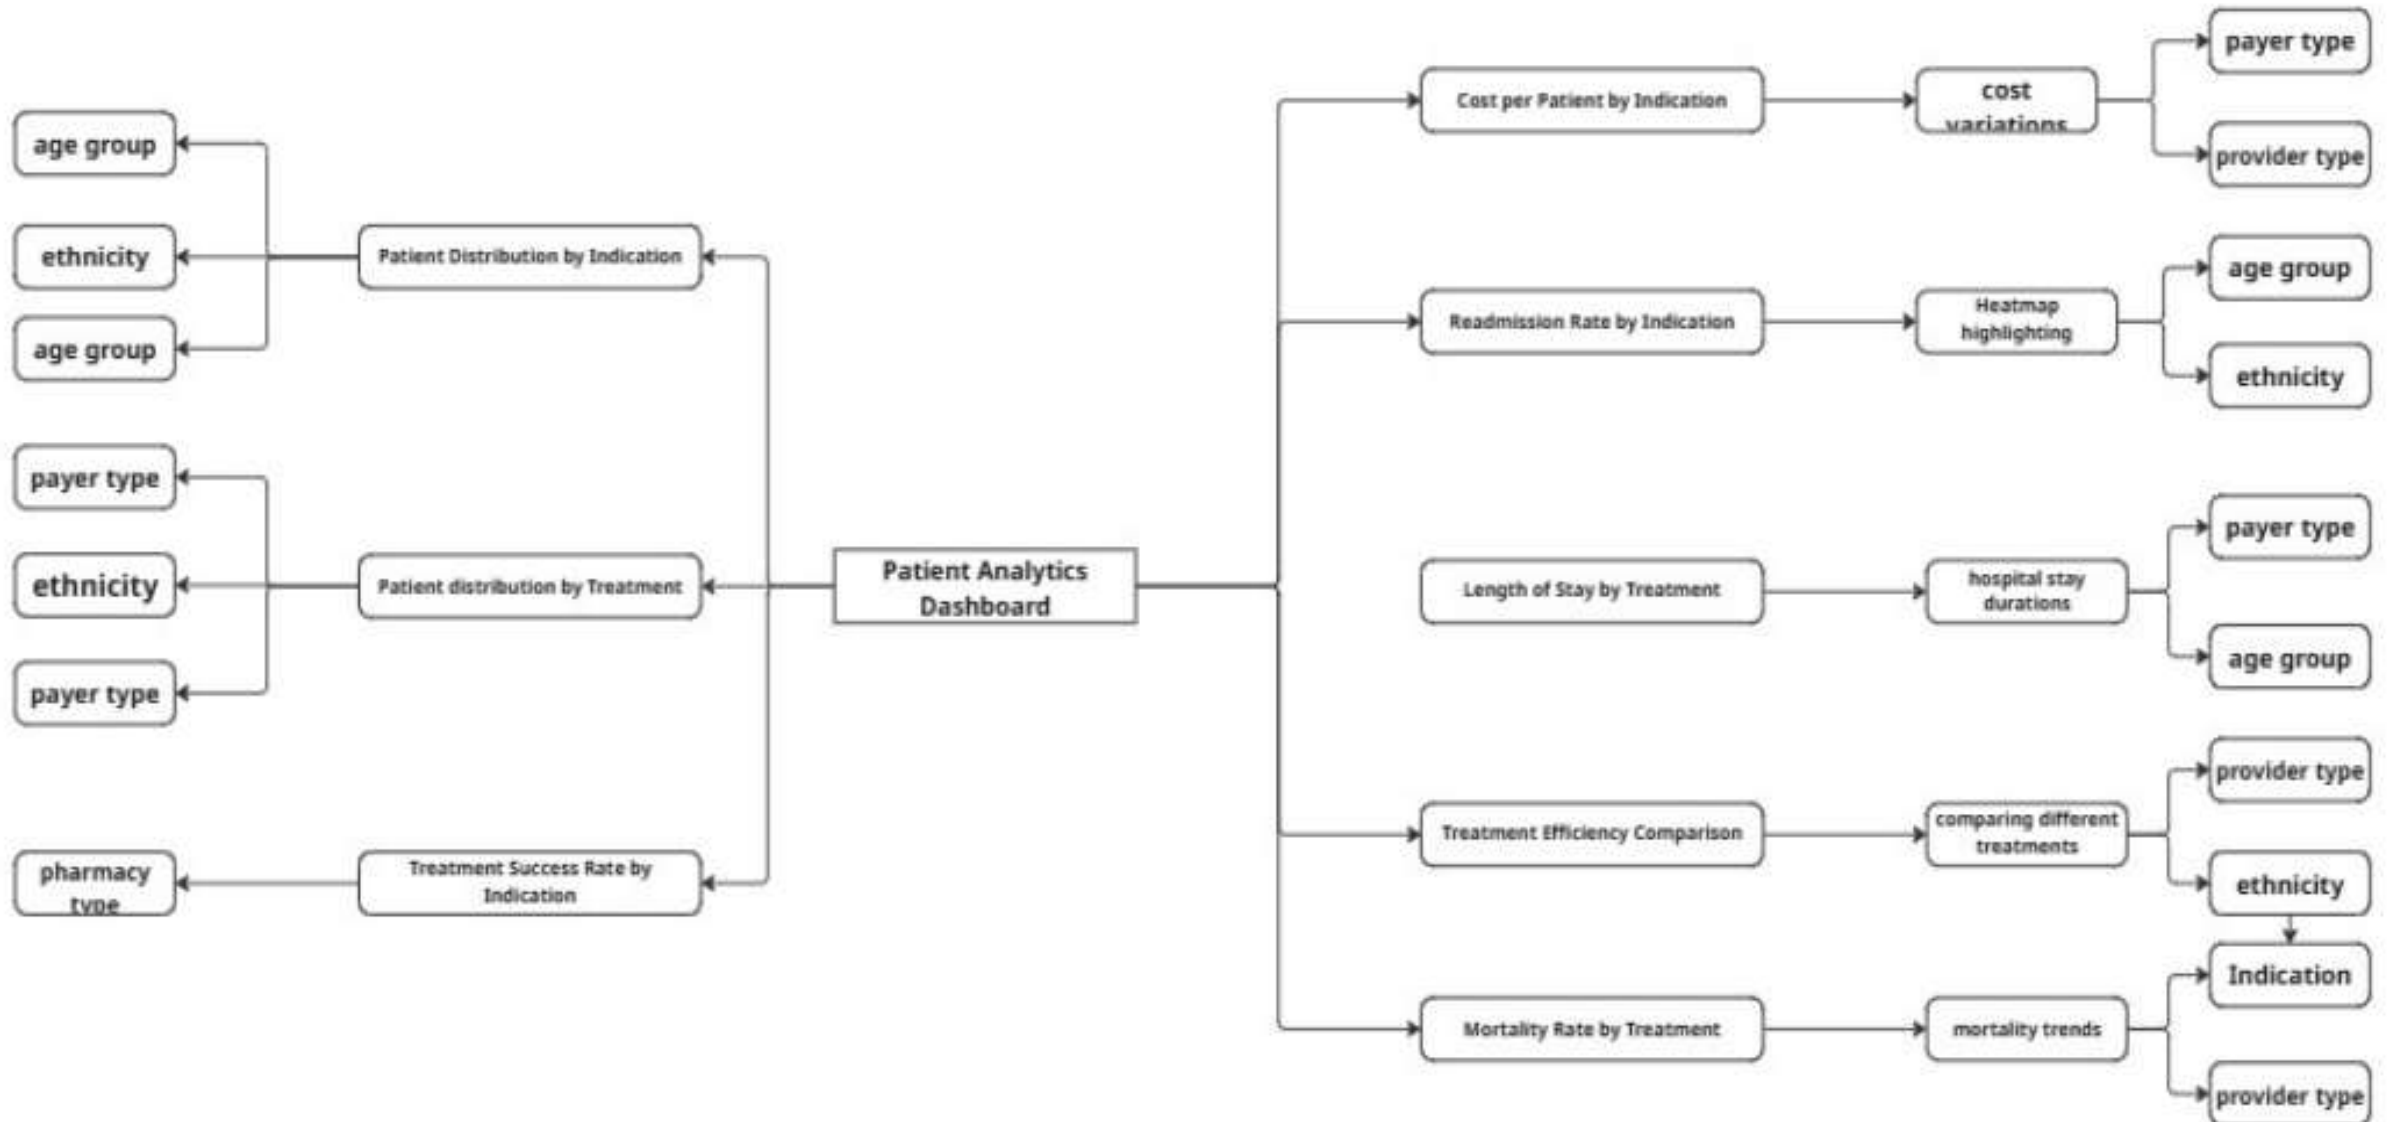 age group
ethnicity
age group
Patient Distribution by Indication
payer type
ethnicity
payer type
Patient distribution by Treatment
pharmacy
type
Treatment Success Rate by
Indication
Patient Analytics
Dashboard
Cost per Patient by Indication
cost
variations
payer type
provider type
Readmission Rate by Indication
Heatmap
highlighting
age group
ethnicity
Length of Stay by Treatment
hospital stay
durations
payer type
age group
Treatment Efficiency Comparison
comparing different
treatments
provider type
ethnicity
Mortality Rate by Treatment
mortality trends
Indication
provider type